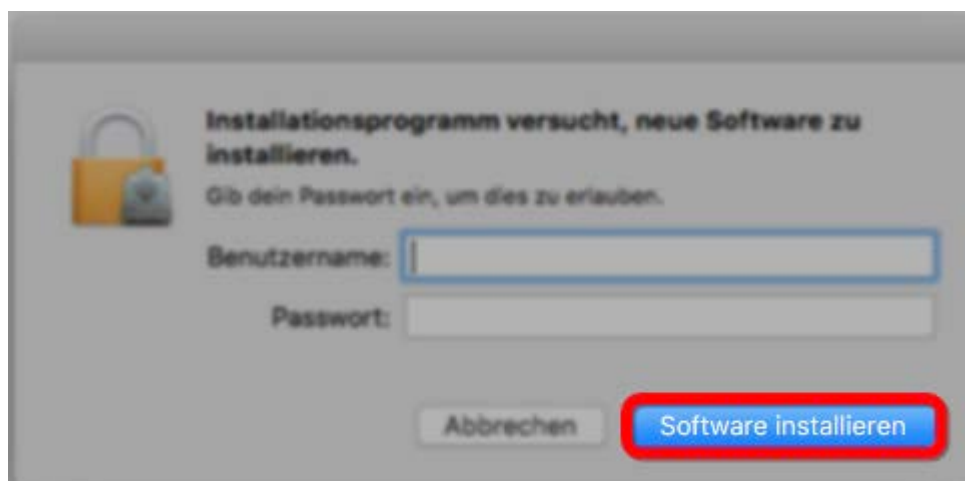 Installationsprogramm versucht, neue Software zu
installieren.
Gib dein Passwort ein, um dies zu erlauben.
Benutzername:
Passwort:
Abbrechen
Software installieren